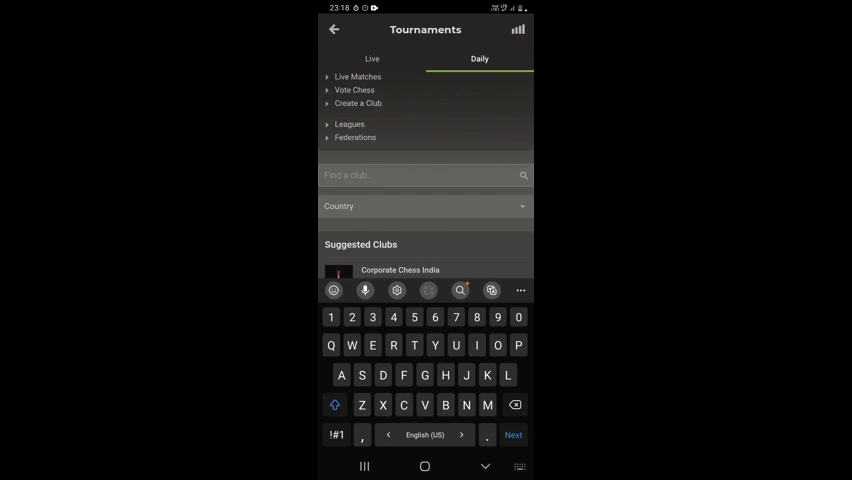 23:18
Tournaments
Live Daily
Live Matches
Vote Chess
Create a Club
Leagues
Federations
Find a club...
Country
Suggested Clubs
Corporate Chess India
1 2 3 4 5 6 7 8 9 0
Q W E R T Y U I O P
A S D F G H J K L
Z X C V B N M
!#1 , < English (US) > . Next